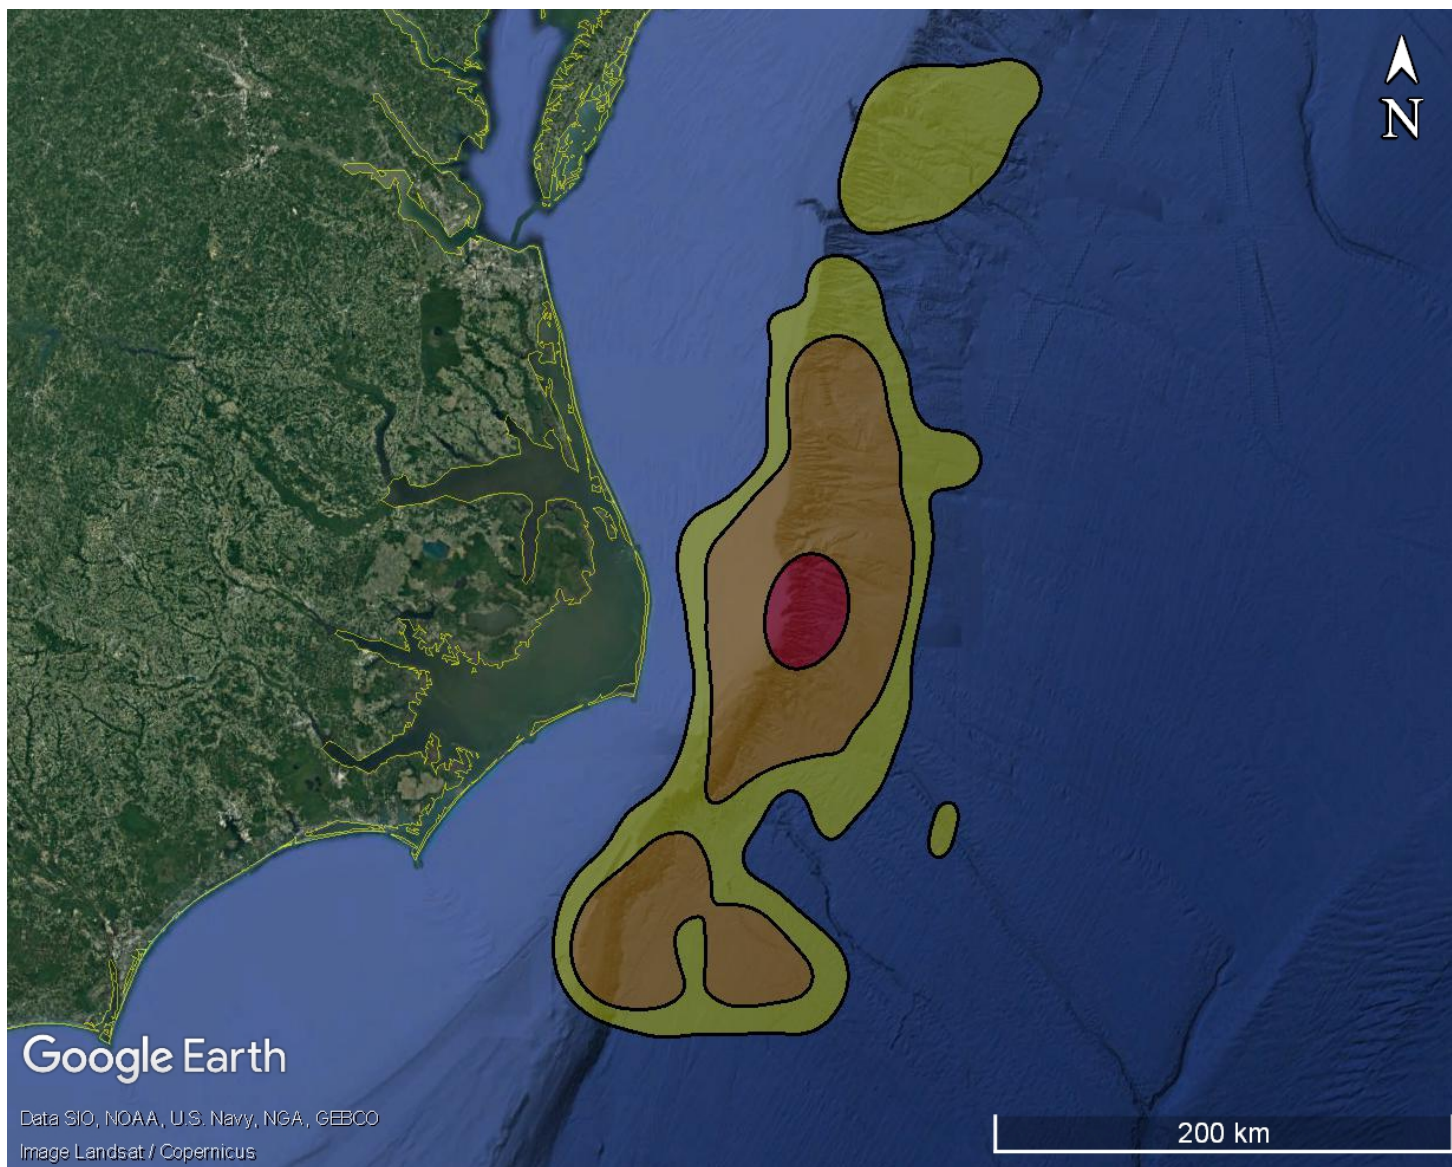 N
Google Earth
Data SIO, NOAA, U.S. Navy, NGA, GEBCO
Image Landsat / Copernicus
200 km